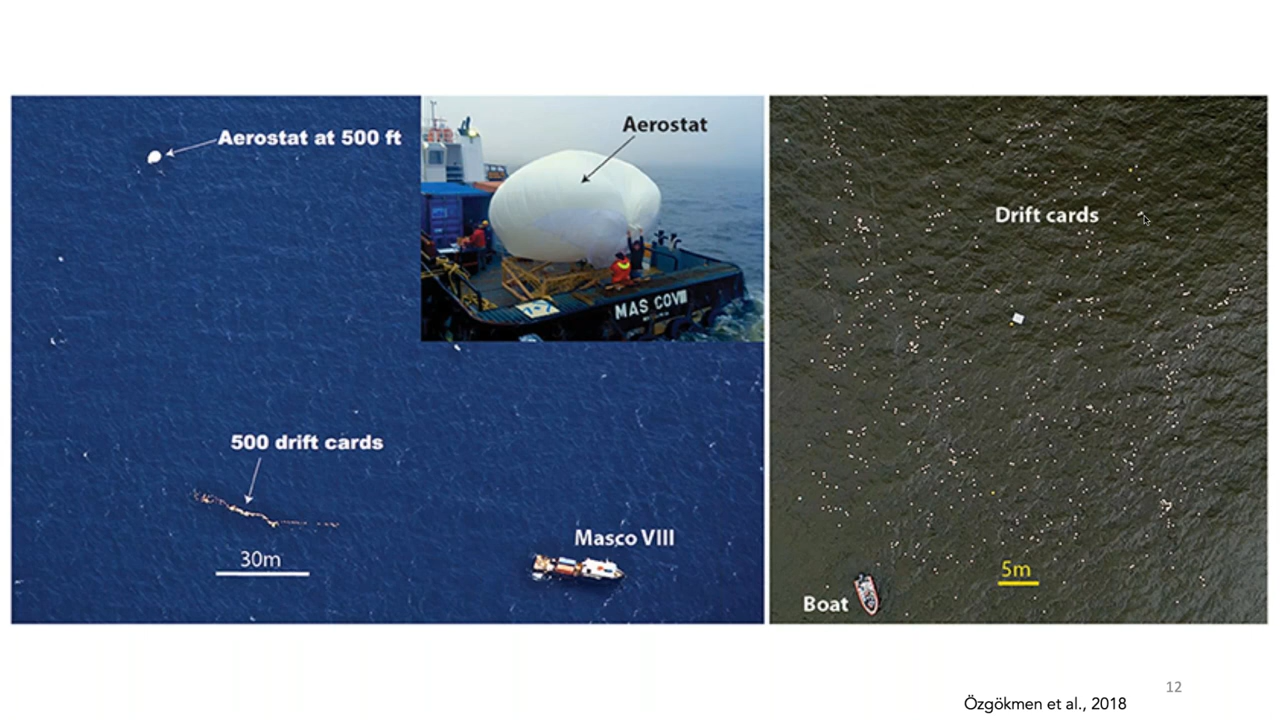 Aerostat at 500 ft
Aerostat
MAS COVIII
500 drift cards
30m
Masco VIII
Drift cards
5m
Boat
12
Özgökmen et al., 2018